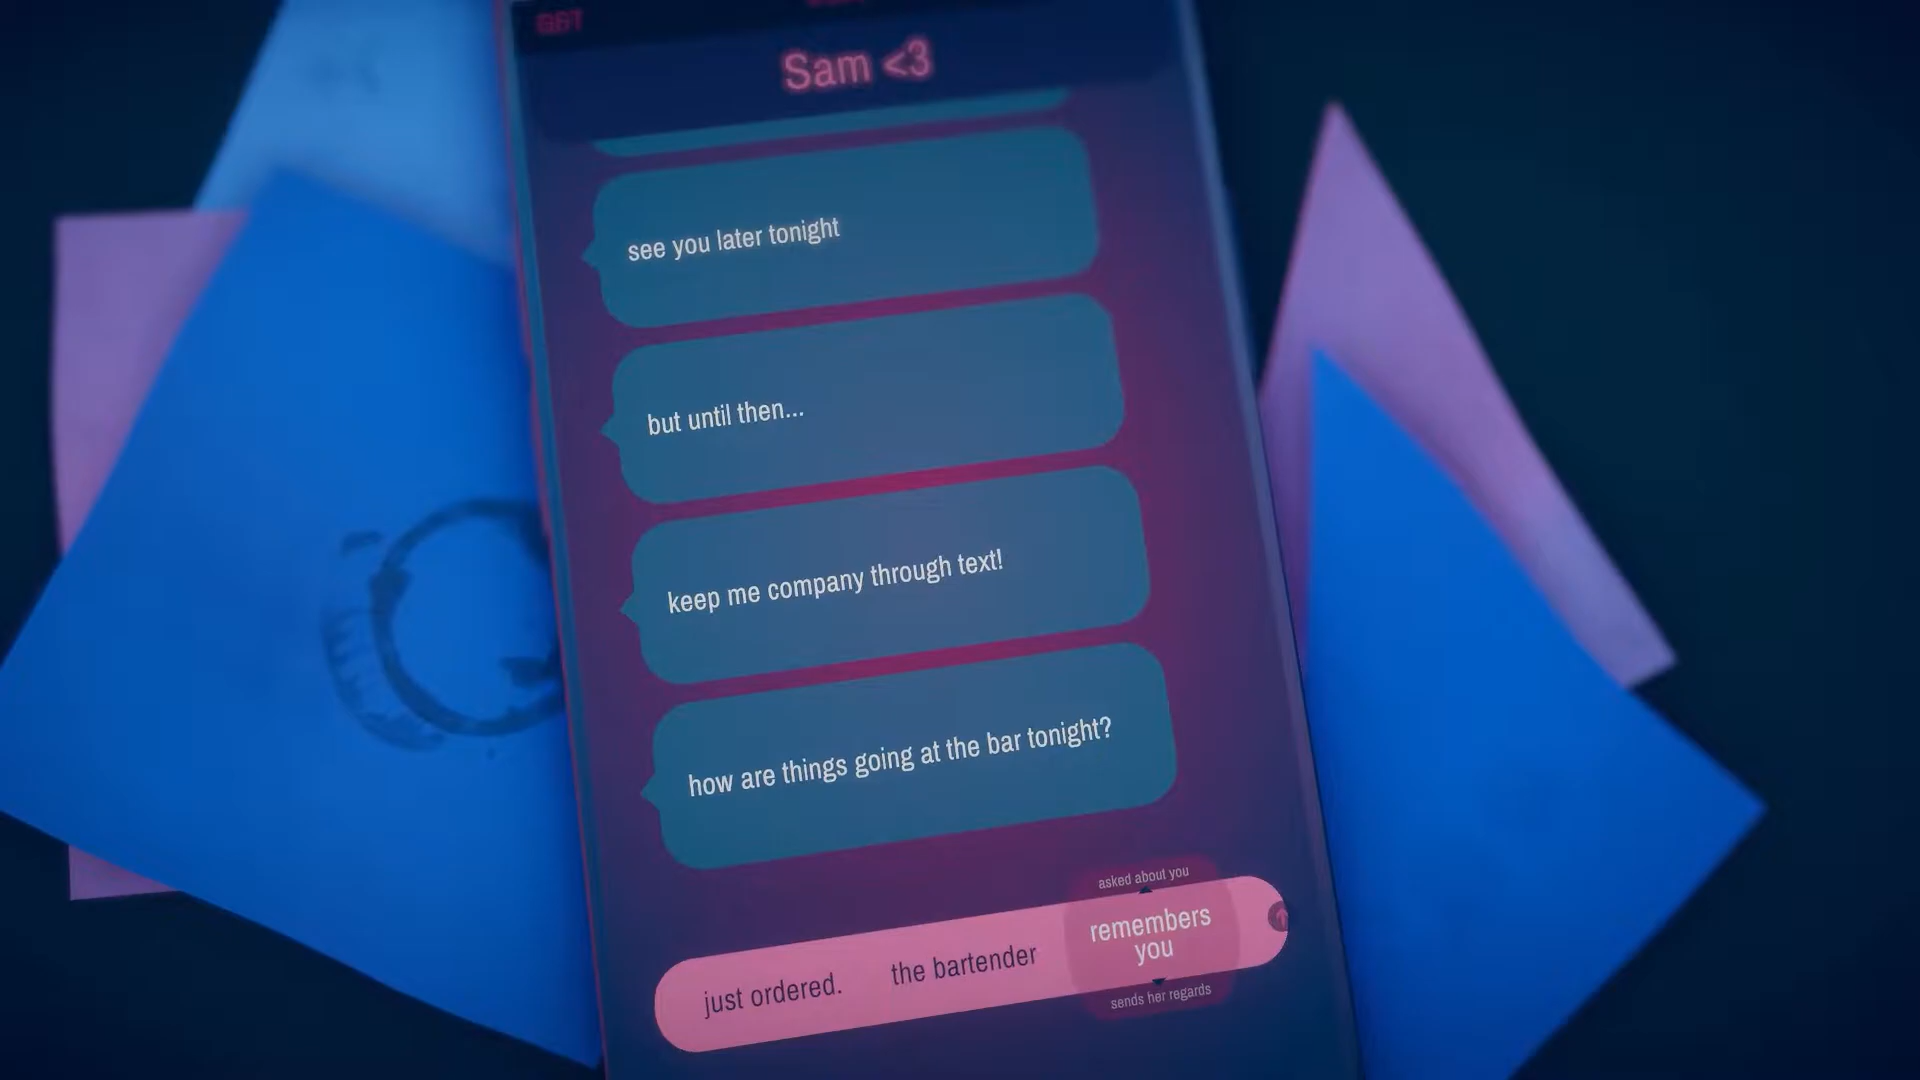 Sam <3
see you later tonight
but until then...
keep me company through text!
how are things going at the bar tonight?
asked about you
just ordered. the bartender remembers
you
sends her regards